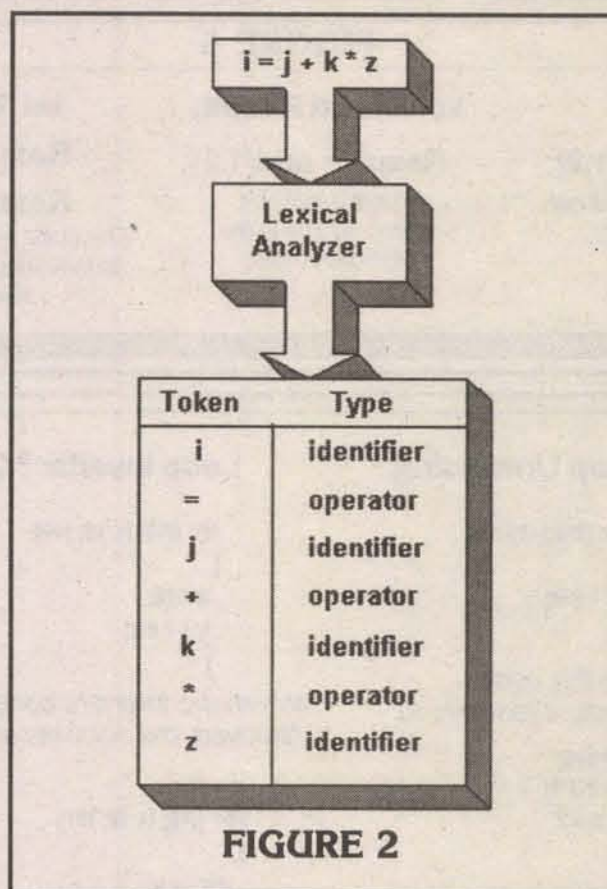 i = j + k * z
Lexical
Analyzer
Token Type
i identifier
= operator
j identifier
+ operator
k identifier
* operator
z identifier
FIGURE 2